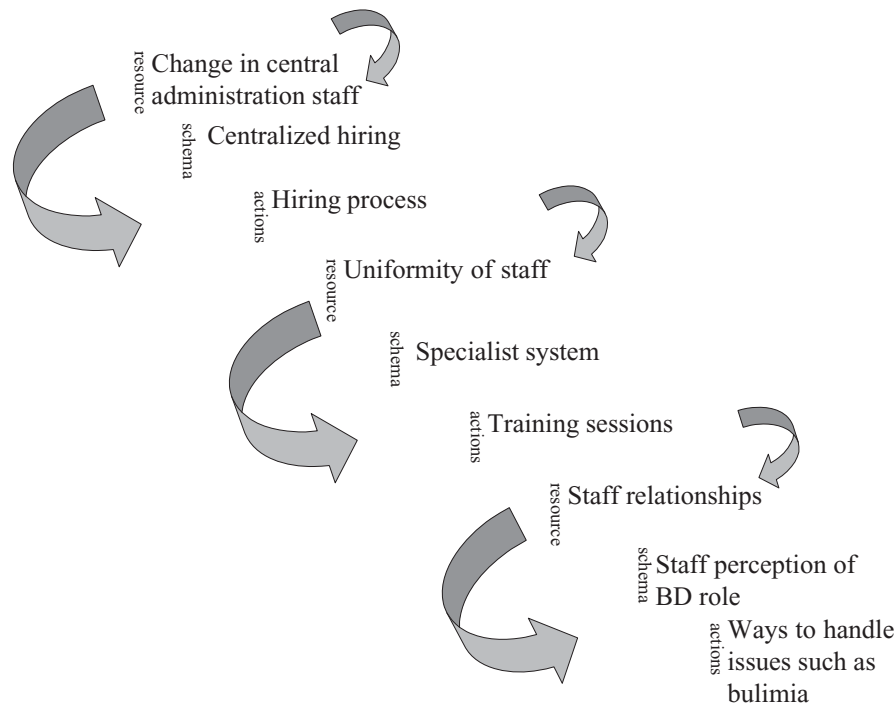 resource
Change in central
administration staff
schema
Centralized hiring
actions
Hiring process
resource
Uniformity of staff
schema
Specialist system
actions
Training sessions
resource
Staff relationships
schema
Staff perception of
BD role
actions
Ways to handle
issues such as
bulimia